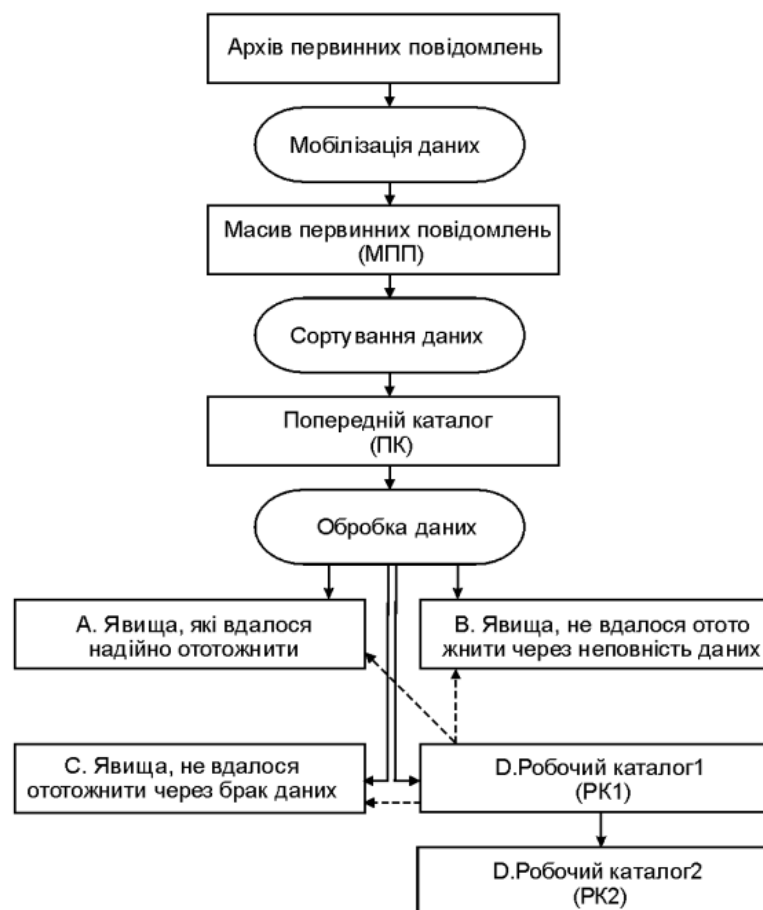 Архів первинних повідомлень
Мобілізація даних
Масив первинних повідомлень
(МПП)
Сортування даних
Попередній каталог
(ПК)
Обробка даних
А. Явища, які вдалося
надійно ототожнити
В. Явища, не вдалося отото
жнити через неповність даних
С. Явища, не вдалося
ототожнити через брак даних
D.Робочий каталог1
(РК1)
D.Робочий каталог2
(РК2)